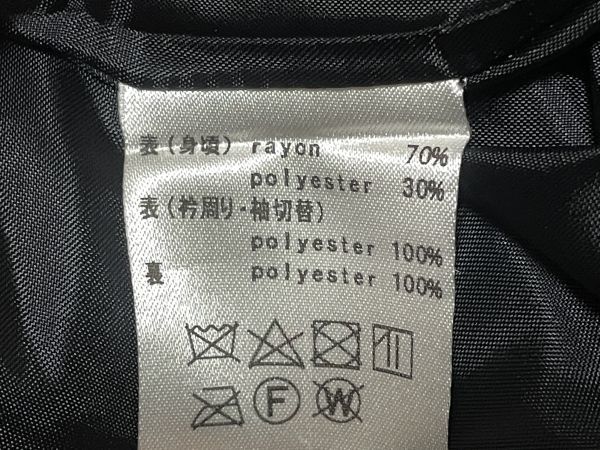 表(身頃) rayon 70%
polyester 30%
表(衿周り・袖切替)
polyester 100%
裏 polyester 100%
F W